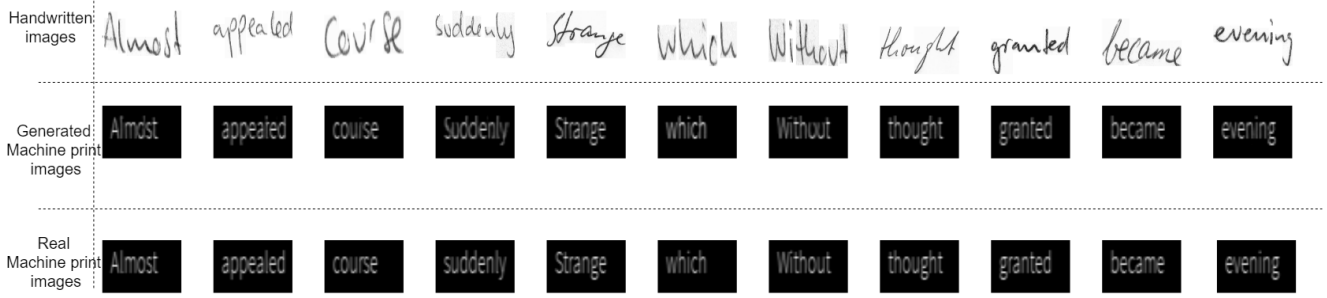 Handwritten images Almost appealed Course suddenly Strange which Without thought granted became evening
Generated Machine print images Almdst appealed couise Suddenly Strange which Without thought granted became evening
Real Machine print images Almost appealed course suddenly Strange which Without thought granted became evening